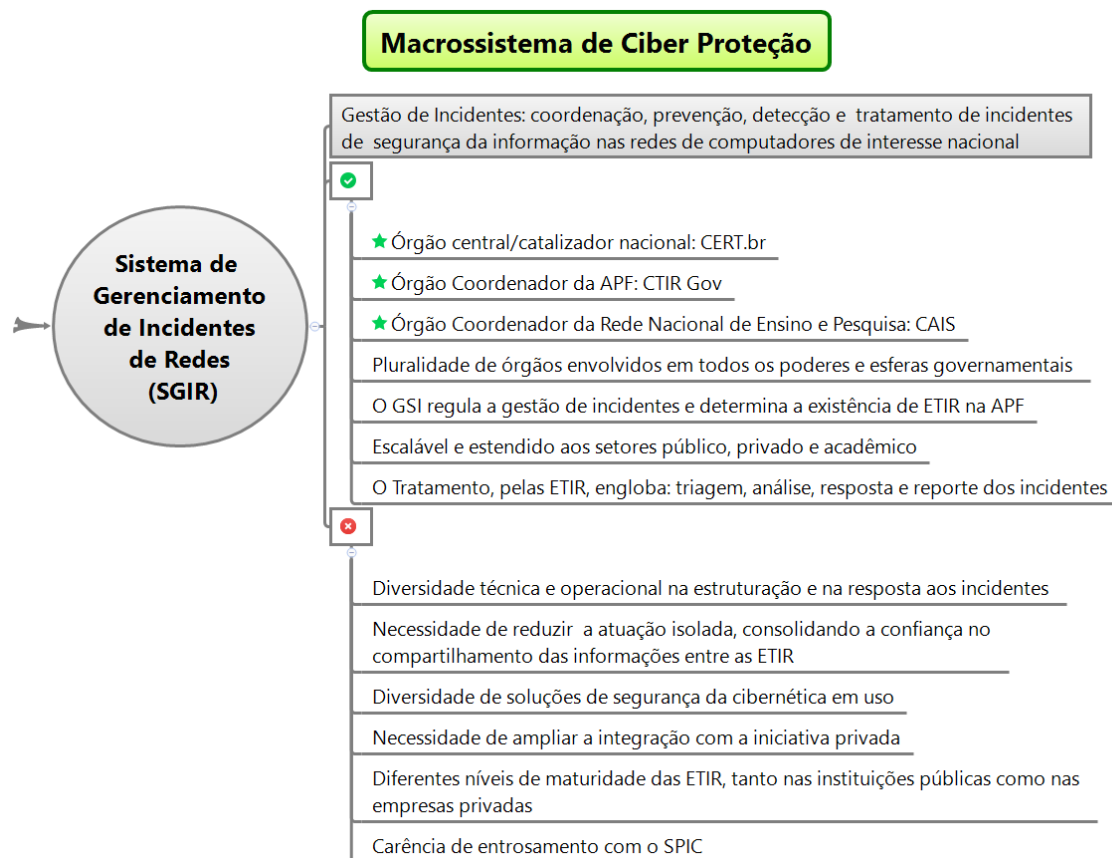 Macrossistema de Ciber Proteção
Gestão de Incidentes: coordenação, prevenção, detecção e tratamento de incidentes
de segurança da informação nas redes de computadores de interesse nacional
Sistema de
Gerenciamento
de Incidentes
de Redes
(SGIR)
Órgão central/catalizador nacional: CERT.br
Órgão Coordenador da APF: CTIR Gov
Órgão Coordenador da Rede Nacional de Ensino e Pesquisa: CAIS
Pluralidade de órgãos envolvidos em todos os poderes e esferas governamentais
O GSI regula a gestão de incidentes e determina a existência de ETIR na APF
Escalável e estendido aos setores público, privado e acadêmico
O Tratamento, pelas ETIR, engloba: triagem, análise, resposta e reporte dos incidentes
Diversidade técnica e operacional na estruturação e na resposta aos incidentes
Necessidade de reduzir a atuação isolada, consolidando a confiança no
compartilhamento das informações entre as ETIR
Diversidade de soluções de segurança da cibernética em uso
Necessidade de ampliar a integração com a iniciativa privada
Diferentes níveis de maturidade das ETIR, tanto nas instituições públicas como nas
empresas privadas
Carência de entrosamento com o SPIC